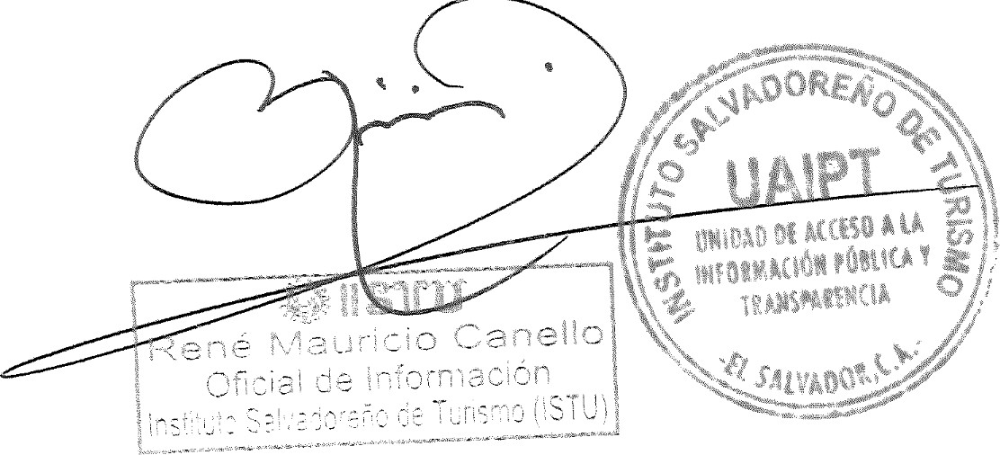 INSTITUTO SALVADOREÑO DE TURISMO
UAIPT
UNIDAD DE ACCESO A LA
INFORMACIÓN PÚBLICA Y
TRANSPARENCIA
-EL SALVADOR, C.A.-
ISTU
René Mauricio Canello
Oficial de Información
Instituto Salvadoreño de Turismo (ISTU)